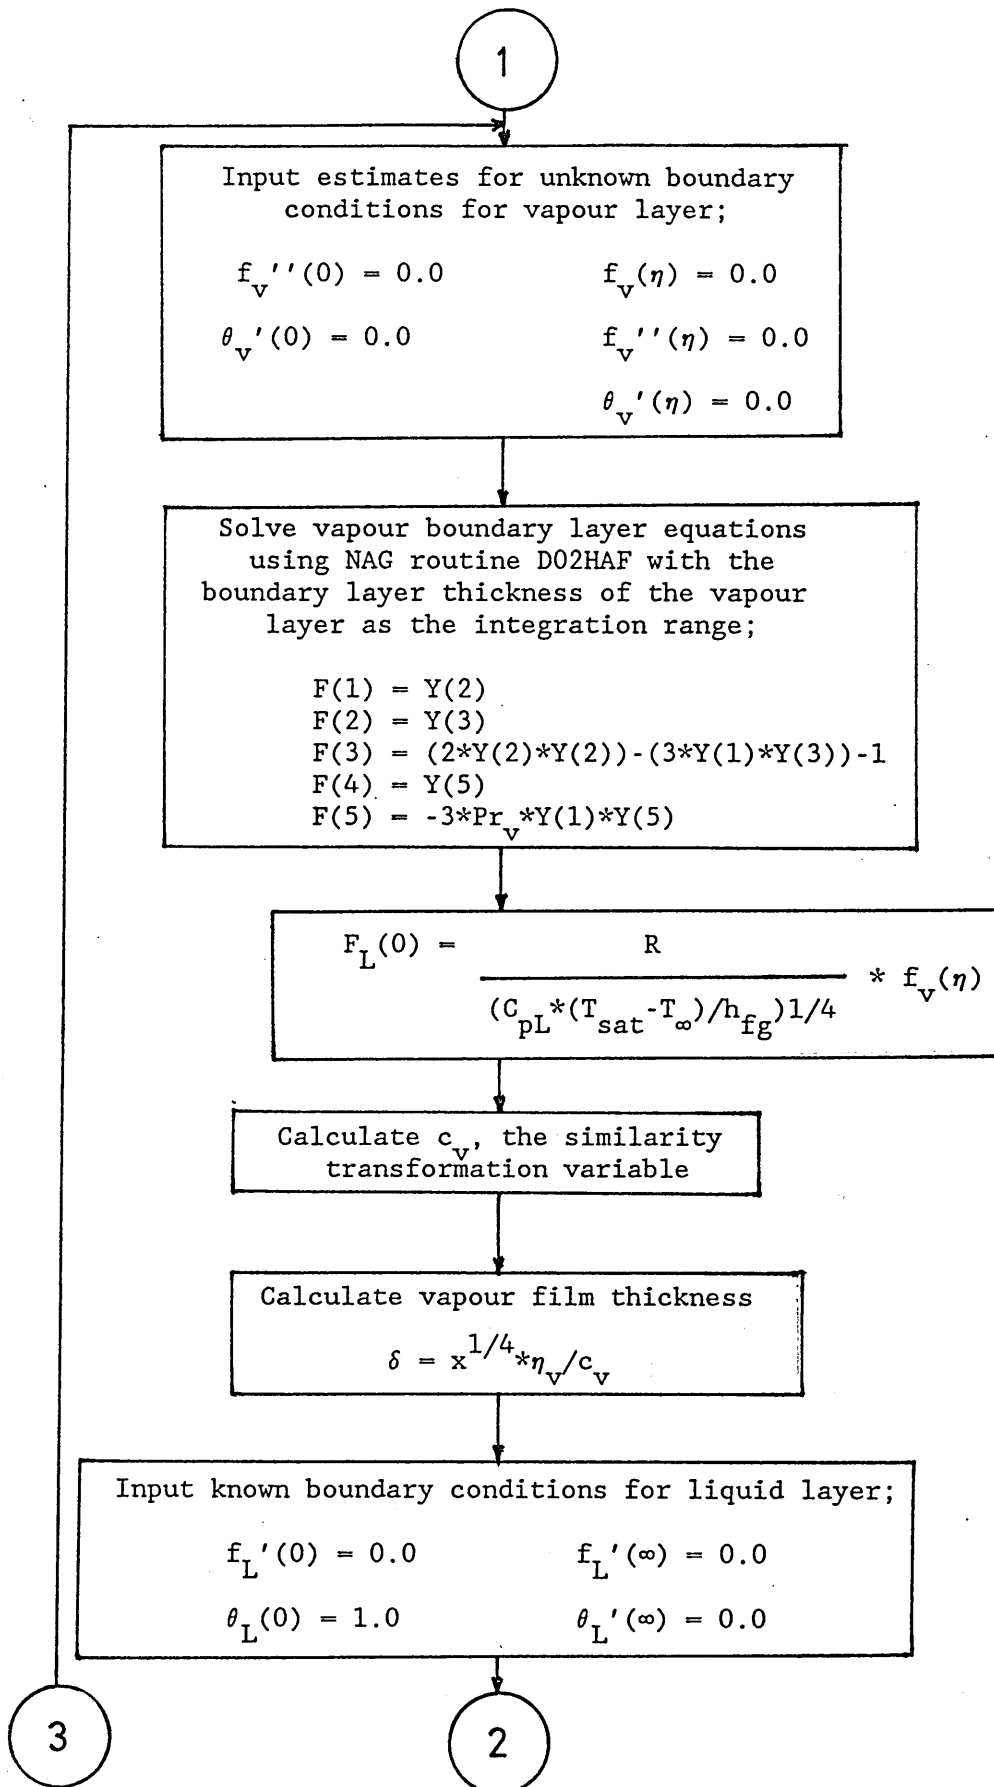 1
Input estimates for unknown boundary
conditions for vapour layer;
f_v''(0) = 0.0 f_v(η) = 0.0
θ_v'(0) = 0.0 f_v''(η) = 0.0
θ_v'(η) = 0.0
Solve vapour boundary layer equations
using NAG routine D02HAF with the
boundary layer thickness of the vapour
layer as the integration range;
F(1) = Y(2)
F(2) = Y(3)
F(3) = (2*Y(2)*Y(2))-(3*Y(1)*Y(3))-1
F(4) = Y(5)
F(5) = -3*Pr_v*Y(1)*Y(5)
F_L(0) = R
* f_v(η)
(C_pL*(T_sat-T_∞)/h_fg)1/4
Calculate c_v, the similarity
transformation variable
Calculate vapour film thickness
δ = x^1/4*η_v/c_v
Input known boundary conditions for liquid layer;
f_L'(0) = 0.0 f_L'(∞) = 0.0
θ_L(0) = 1.0 θ_L'(∞) = 0.0
3
2